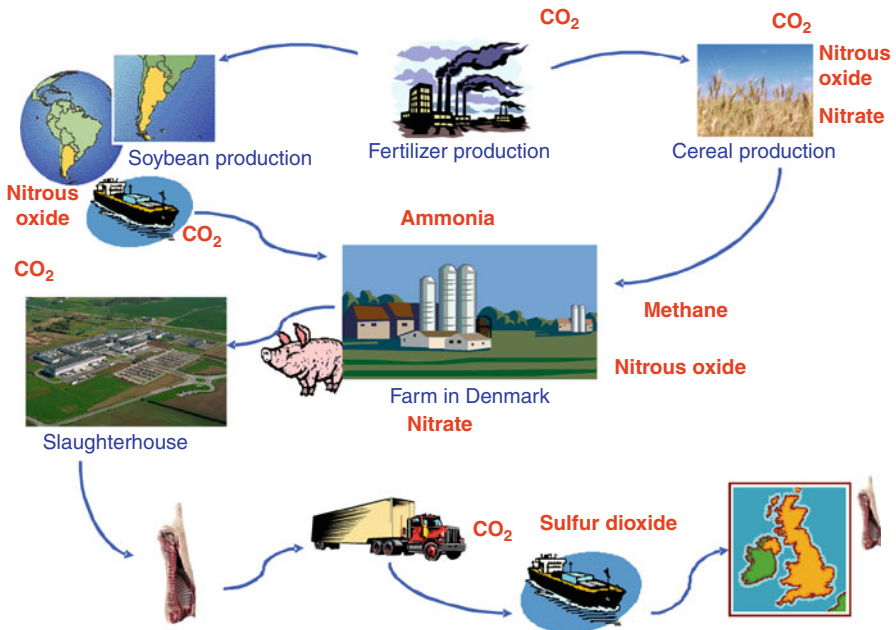 CO₂
CO₂
Nitrous
oxide
Nitrate
Soybean production
Fertilizer production
Cereal production
Nitrous
oxide
CO₂
Ammonia
CO₂
Methane
Nitrous oxide
Farm in Denmark
Nitrate
Slaughterhouse
CO₂
Sulfur dioxide